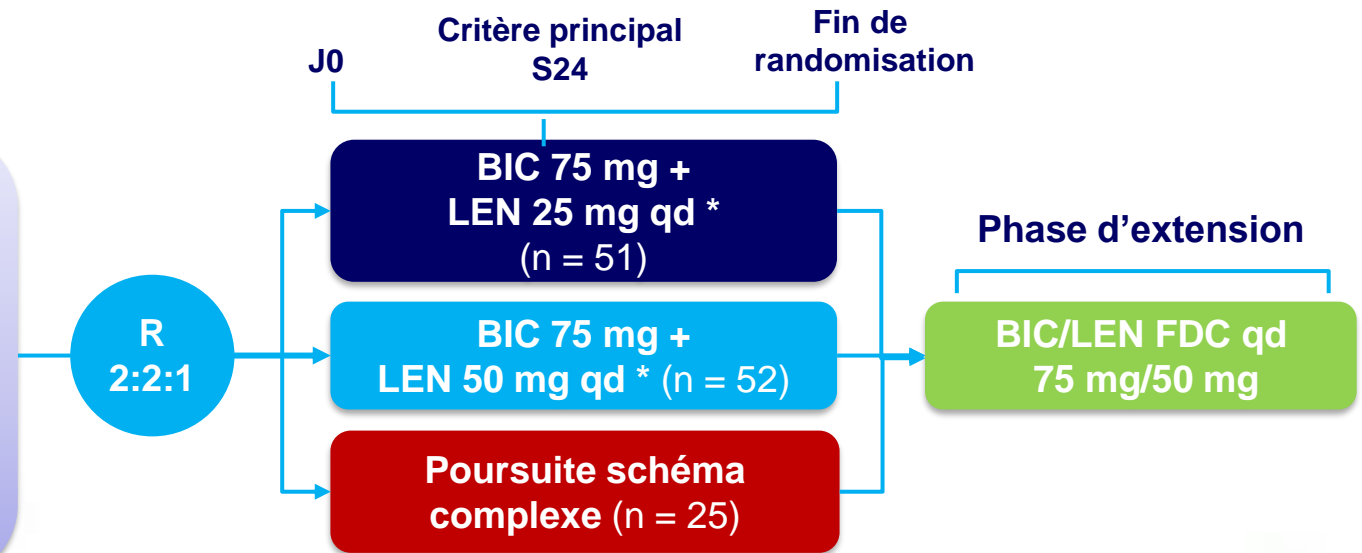 J0
Critère principal
S24
Fin de
randomisation
R
2:2:1
BIC 75 mg +
LEN 25 mg qd *
(n = 51)
BIC 75 mg +
LEN 50 mg qd * (n = 52)
Poursuite schéma
complexe (n = 25)
Phase d’extension
BIC/LEN FDC qd
75 mg/50 mg